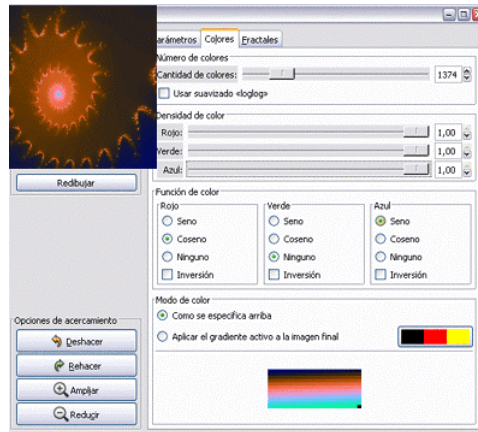 arámetros Colores Fractales
Número de colores
Cantidad de colores: 1374
Usar suavizado «loglog»
Densidad de color
Rojo: 1,00
Verde: 1,00
Azul: 1,00
Redibujar
Función de color
Rojo Verde Azul
Seno Seno Seno
Coseno Coseno Coseno
Ninguno Ninguno Ninguno
Inversión Inversión Inversión
Modo de color
Como se especifica arriba
Aplicar el gradiente activo a la imagen final
Opciones de acercamiento
Deshacer
Rehacer
Ampliar
Reducir